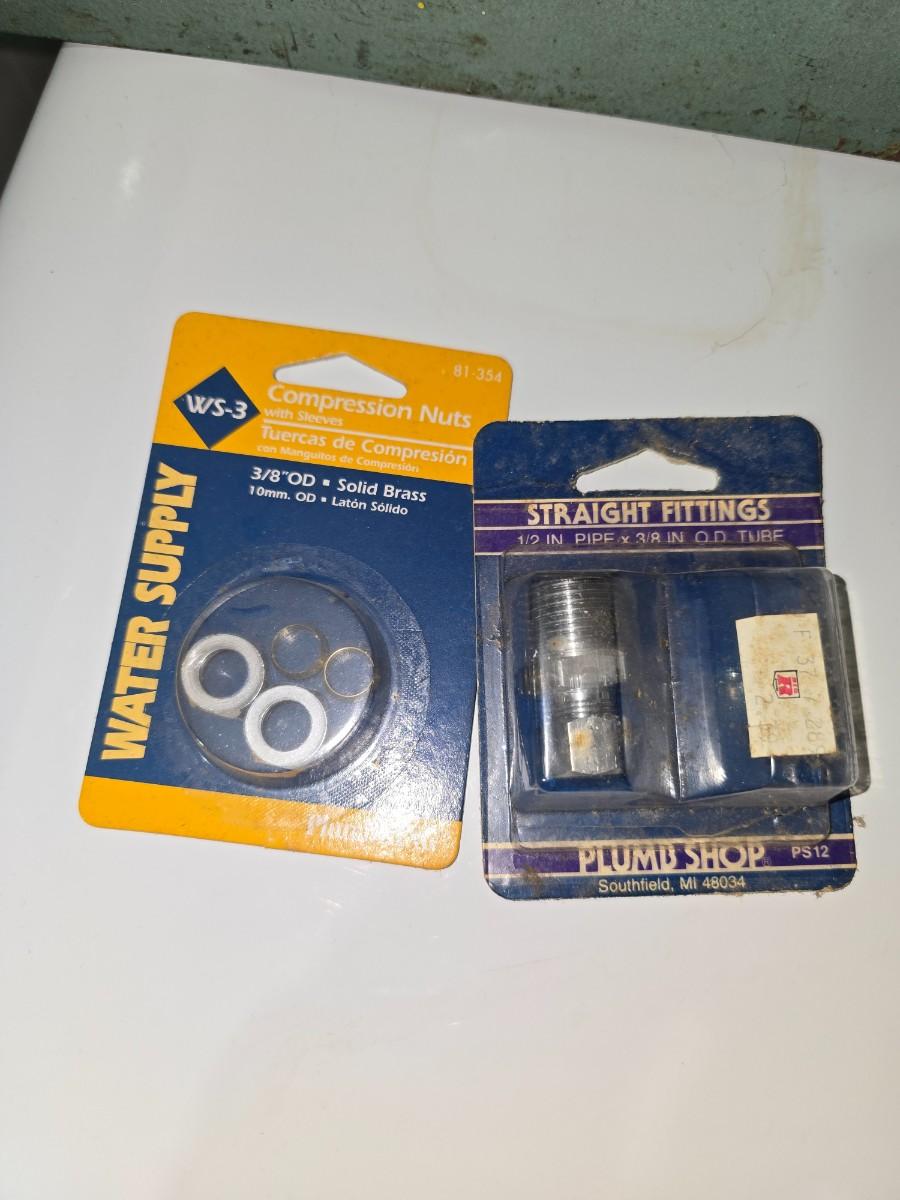 81-354
WS-3
Compression Nuts
with Sleeves
Tuercas de Compresión
con Manguitos de Compresión
3/8"OD ▪ Solid Brass
10mm. OD ▪ Latón Sólido
WATER SUPPLY
STRAIGHT FITTINGS
1/2 IN. PIPE x 3/8 IN. O.D. TUBE
R
PLUMB SHOP®
PS12
Southfield, MI 48034